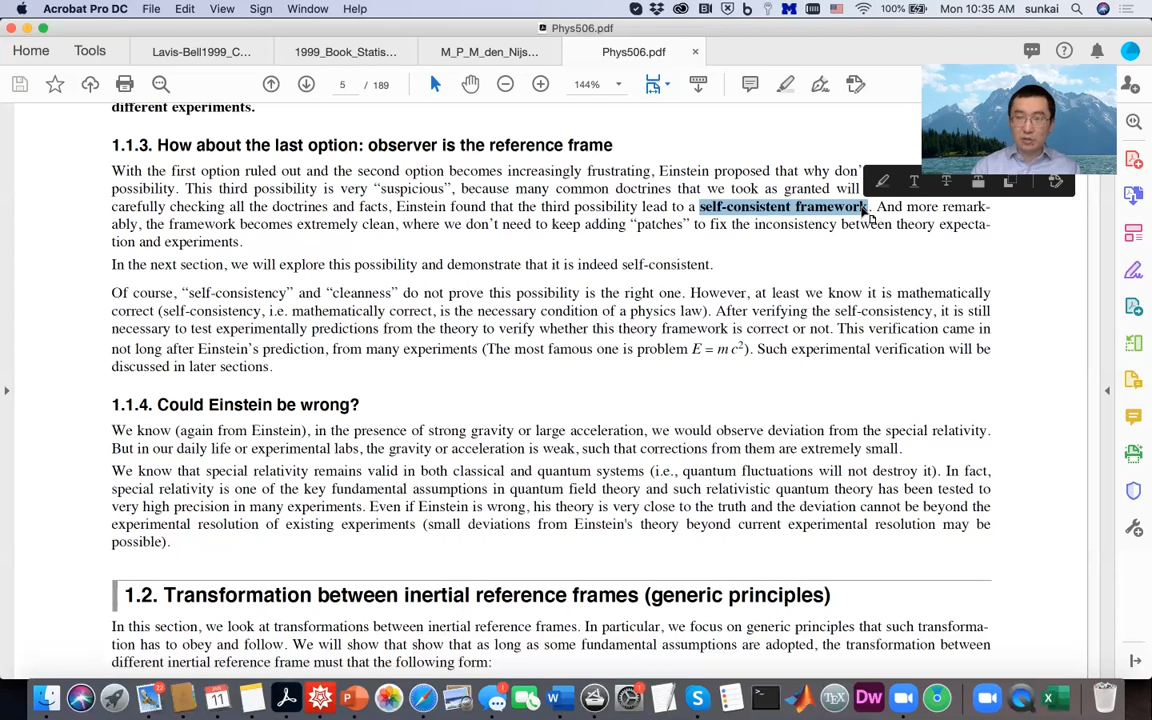 Acrobat Pro DC File Edit View Sign Window Help 100% Mon 10:35 AM sunkai
Phys506.pdf
Home Tools Lavis-Bell1999_C... 1999_Book_Statis... M_P_M_den_Nijs... Phys506.pdf ×
5 / 189 144%
different experiments.
1.1.3. How about the last option: observer is the reference frame
With the first option ruled out and the second option becomes increasingly frustrating, Einstein proposed that why don'
possibility. This third possibility is very “suspicious”, because many common doctrines that we took as granted will
carefully checking all the doctrines and facts, Einstein found that the third possibility lead to a self-consistent framework. And more remark-
ably, the framework becomes extremely clean, where we don’t need to keep adding “patches” to fix the inconsistency between theory expecta-
tion and experiments.
In the next section, we will explore this possibility and demonstrate that it is indeed self-consistent.
Of course, “self-consistency” and “cleanness” do not prove this possibility is the right one. However, at least we know it is mathematically
correct (self-consistency, i.e. mathematically correct, is the necessary condition of a physics law). After verifying the self-consistency, it is still
necessary to test experimentally predictions from the theory to verify whether this theory framework is correct or not. This verification came in
not long after Einstein’s prediction, from many experiments (The most famous one is problem E = m c²). Such experimental verification will be
discussed in later sections.
1.1.4. Could Einstein be wrong?
We know (again from Einstein), in the presence of strong gravity or large acceleration, we would observe deviation from the special relativity.
But in our daily life or experimental labs, the gravity or acceleration is weak, such that corrections from them are extremely small.
We know that special relativity remains valid in both classical and quantum systems (i.e., quantum fluctuations will not destroy it). In fact,
special relativity is one of the key fundamental assumptions in quantum field theory and such relativistic quantum theory has been tested to
very high precision in many experiments. Even if Einstein is wrong, his theory is very close to the truth and the deviation cannot be beyond the
experimental resolution of existing experiments (small deviations from Einstein's theory beyond current experimental resolution may be
possible).
1.2. Transformation between inertial reference frames (generic principles)
In this section, we look at transformations between inertial reference frames. In particular, we focus on generic principles that such transforma-
tion has to obey and follow. We will show that show that as long as some fundamental assumptions are adopted, the transformation between
different inertial reference frame must that the following form: